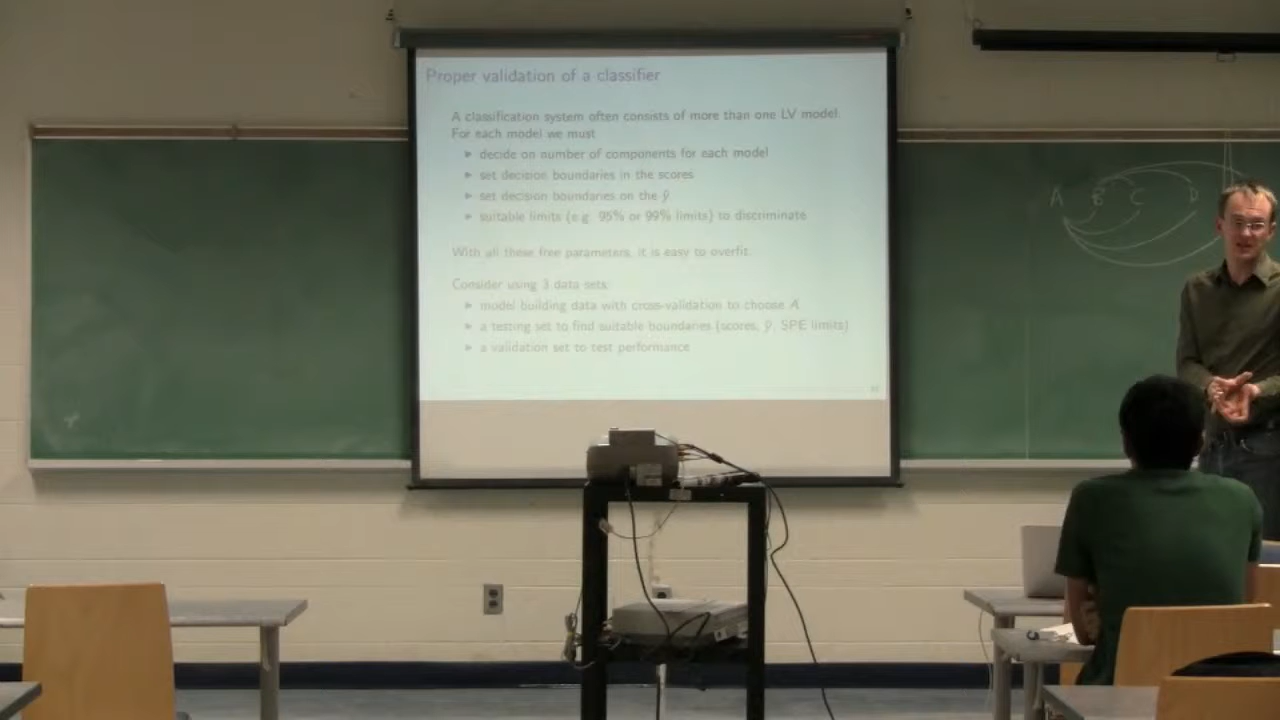 Proper validation of a classifier
A classification system often consists of more than one LV model.
For each model we must
► decide on number of components for each model
► set decision boundaries in the scores
► set decision boundaries on the ŷ
► suitable limits (e.g. 95% or 99% limits) to discriminate
With all these free parameters, it is easy to overfit.
Consider using 3 data sets:
► model building data with cross-validation to choose A
► a testing set to find suitable boundaries (scores, ŷ, SPE limits)
► a validation set to test performance
A B C D